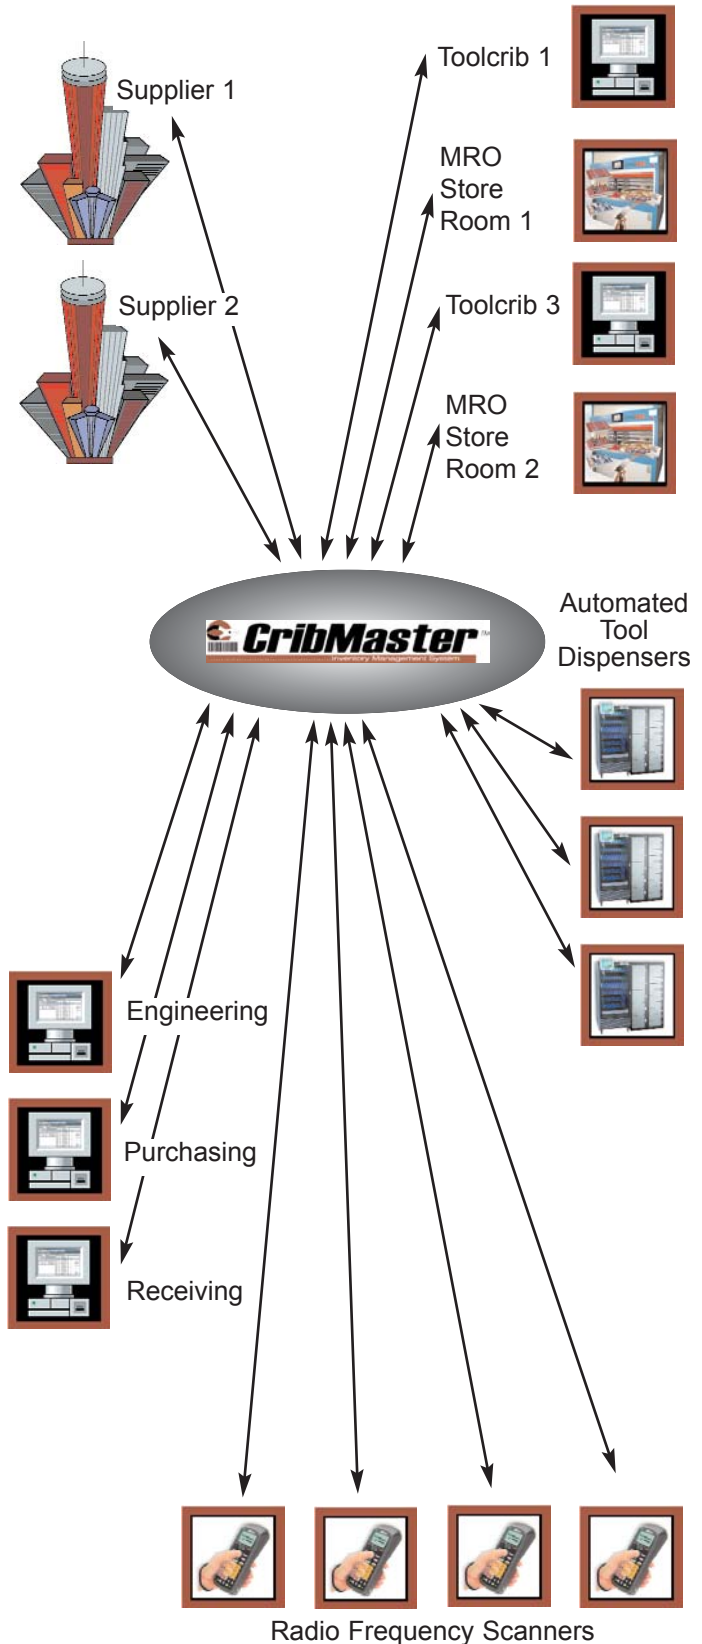 Supplier 1
Toolcrib 1
MRO
Store
Room 1
Supplier 2
Toolcrib 3
MRO
Store
Room 2
CribMaster™
Inventory Management System
Automated
Tool
Dispensers
Engineering
Purchasing
Receiving
Radio Frequency Scanners